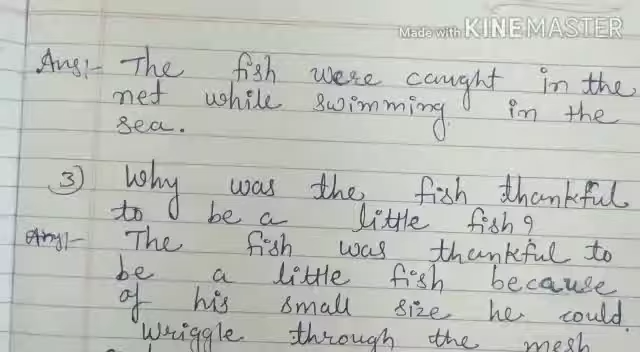 Made with KINEMASTER
Ans:- The fish were caught in the
net while swimming in the
sea.
3) Why was the fish thankful
to be a little fish?
Ans:- The fish was thankful to
be a little fish because
of his small size he could
wriggle through the mesh